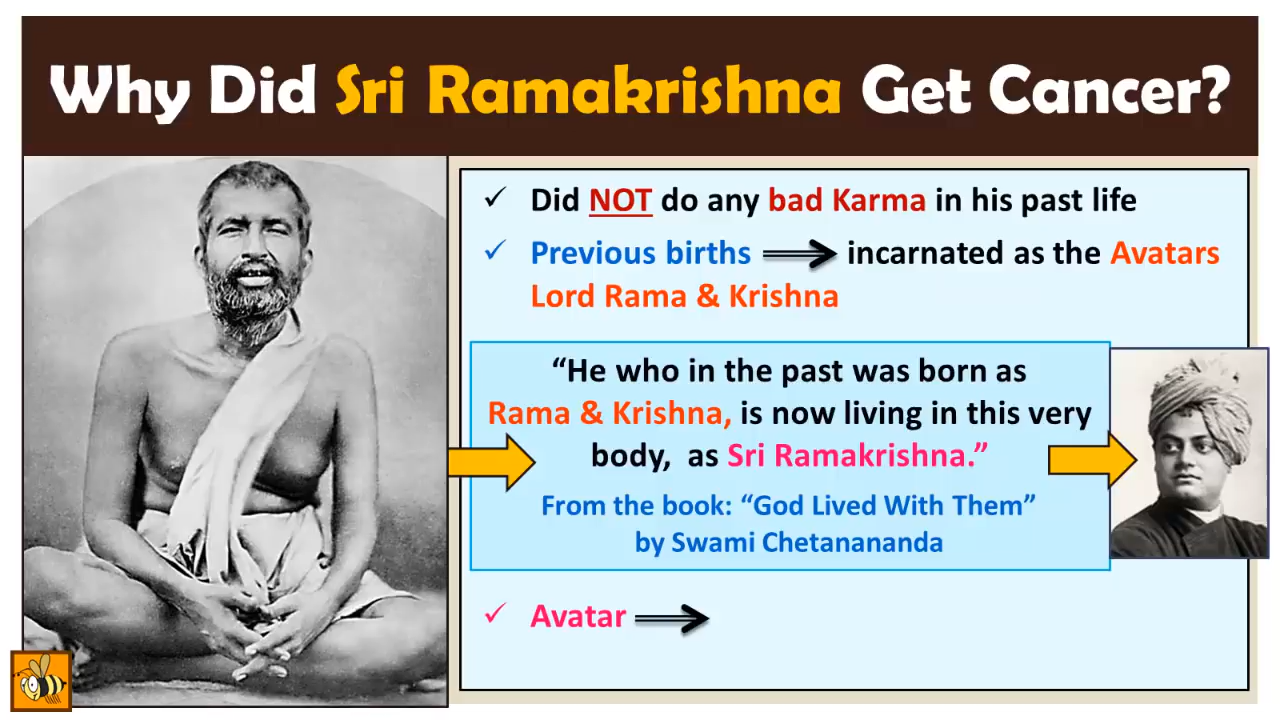 Why Did Sri Ramakrishna Get Cancer?
✓ Did NOT do any bad Karma in his past life
✓ Previous births ⟹ incarnated as the Avatars
Lord Rama & Krishna
“He who in the past was born as
Rama & Krishna, is now living in this very
body, as Sri Ramakrishna.”
From the book: “God Lived With Them”
by Swami Chetanananda
✓ Avatar ⟹